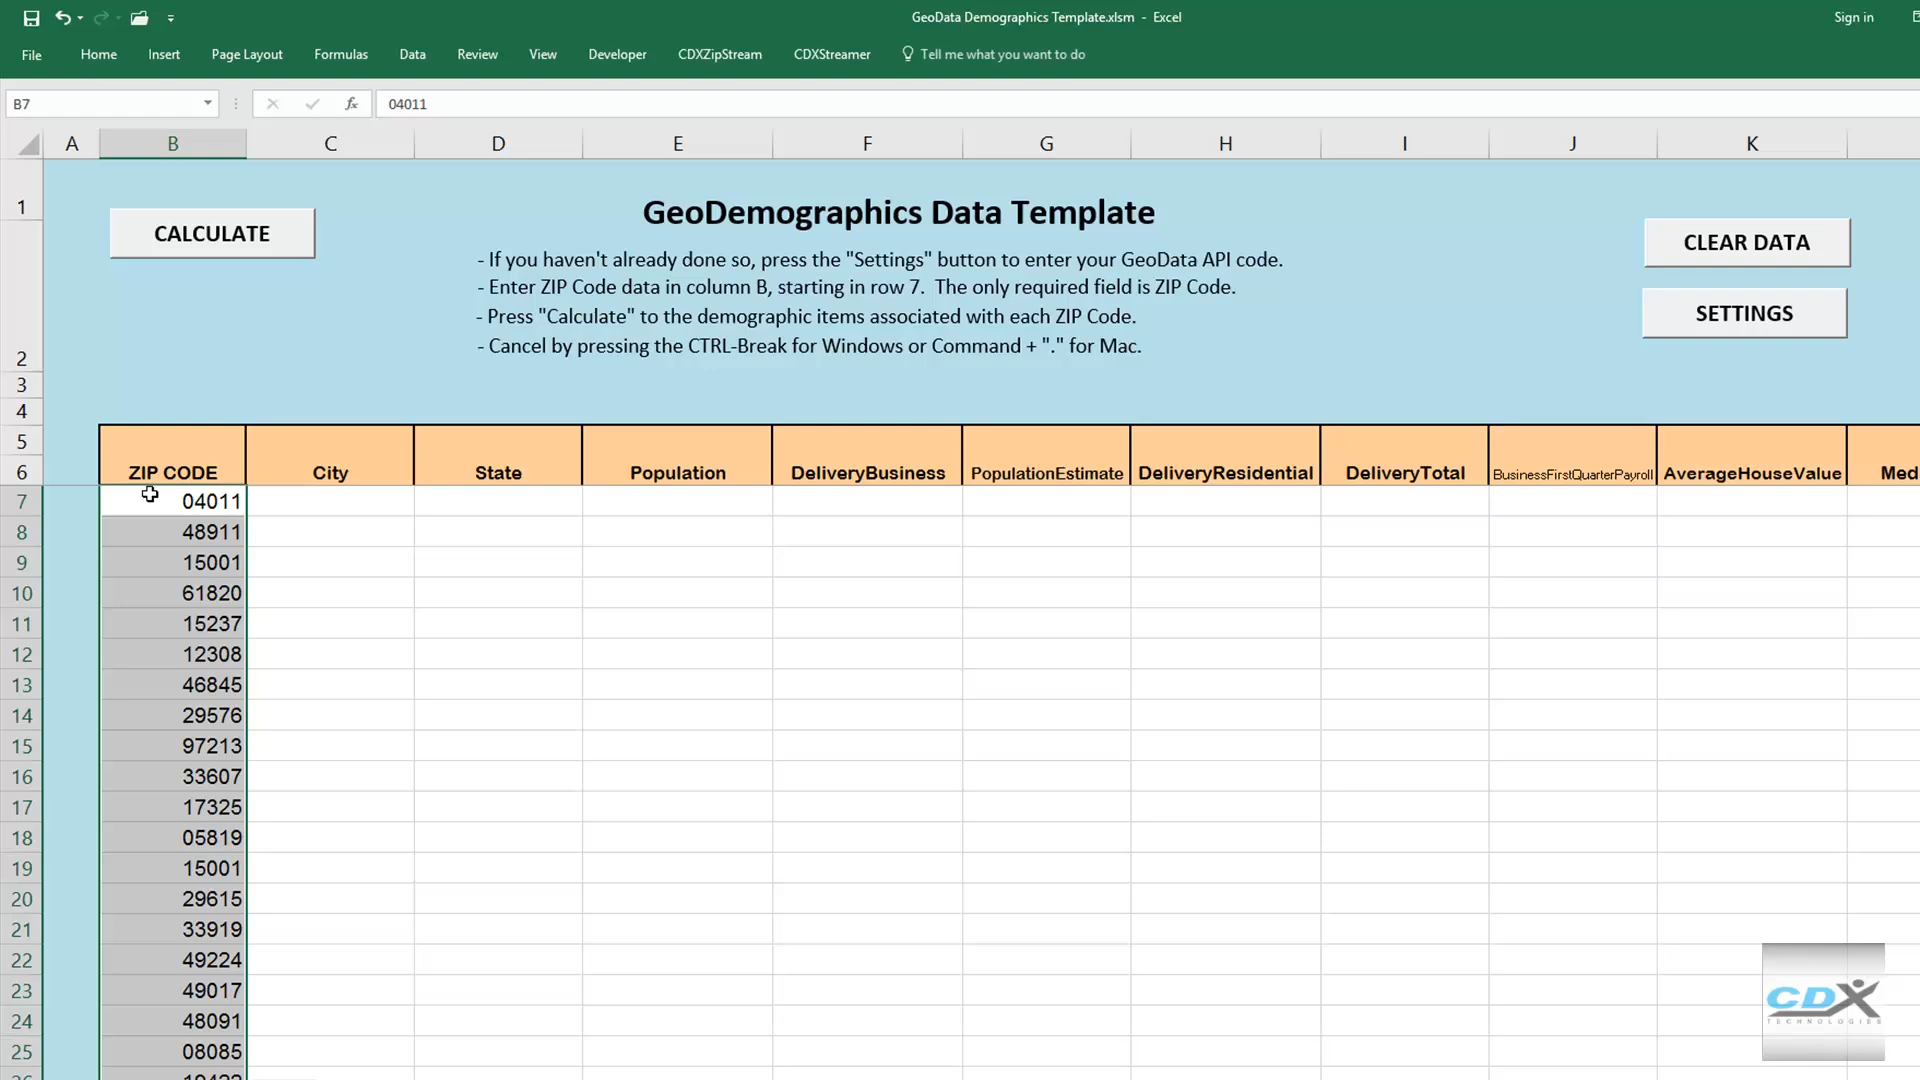 GeoData Demographics Template.xlsm - Excel
Sign in
File Home Insert Page Layout Formulas Data Review View Developer CDXZipStream CDXStreamer Tell me what you want to do
B7 fx 04011
A B C D E F G H I J K
1
CALCULATE
GeoDemographics Data Template
CLEAR DATA
- If you haven't already done so, press the "Settings" button to enter your GeoData API code.
- Enter ZIP Code data in column B, starting in row 7. The only required field is ZIP Code.
SETTINGS
- Press "Calculate" to the demographic items associated with each ZIP Code.
- Cancel by pressing the CTRL-Break for Windows or Command + "." for Mac.
2
3
4
5
6 ZIP CODE City State Population DeliveryBusiness PopulationEstimate DeliveryResidential DeliveryTotal BusinessFirstQuarterPayroll AverageHouseValue Med
7 04011
8 48911
9 15001
10 61820
11 15237
12 12308
13 46845
14 29576
15 97213
16 33607
17 17325
18 05819
19 15001
20 29615
21 33919
22 49224
23 49017
24 48091
25 08085
CDX
TECHNOLOGIES